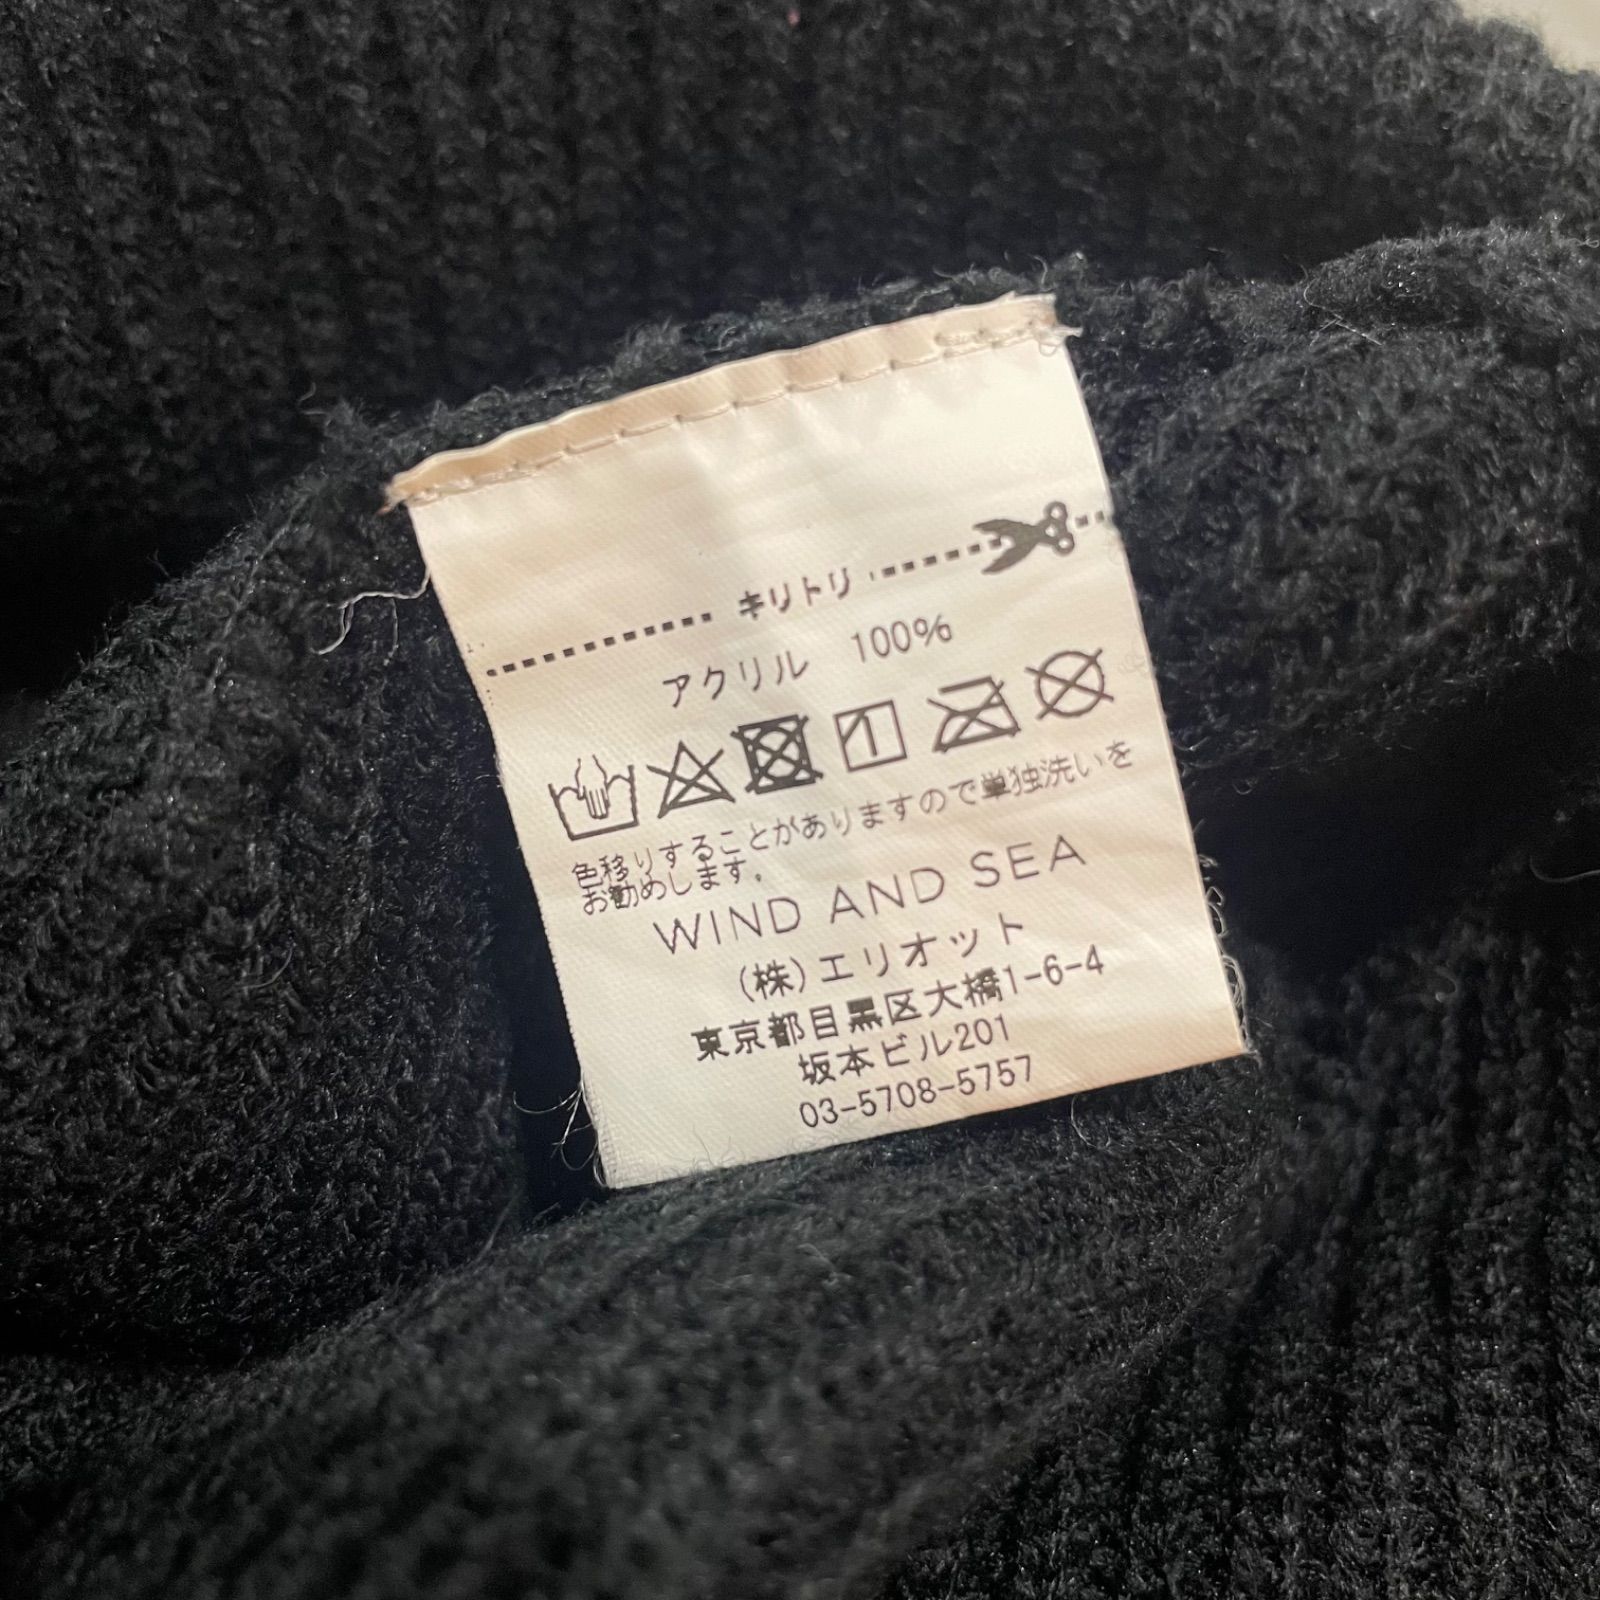 キリトリ
アクリル 100%
色移りすることがありますので単独洗いを
お勧めします。
WIND AND SEA
(株)エリオット
東京都目黒区大橋1-6-4
坂本ビル201
03-5708-5757